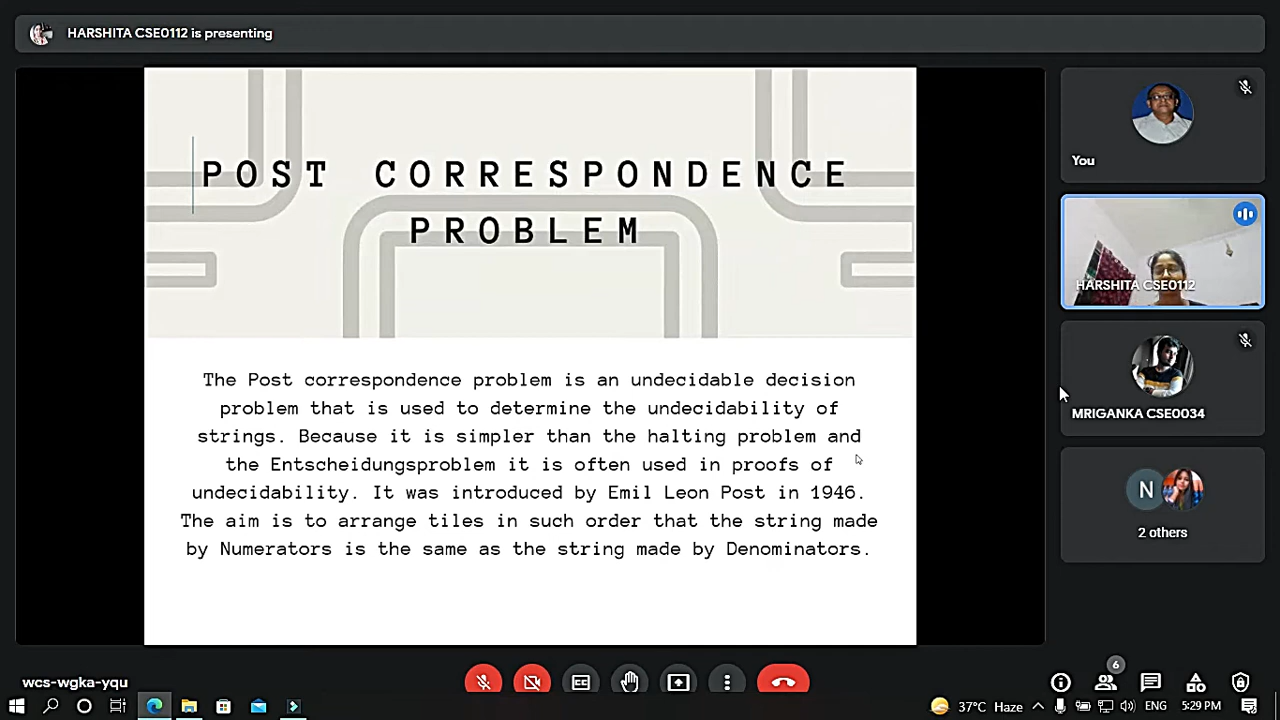 HARSHITA CSE0112 is presenting
POST CORRESPONDENCE
PROBLEM
The Post correspondence problem is an undecidable decision
problem that is used to determine the undecidability of
strings. Because it is simpler than the halting problem and
the Entscheidungsproblem it is often used in proofs of
undecidability. It was introduced by Emil Leon Post in 1946.
The aim is to arrange tiles in such order that the string made
by Numerators is the same as the string made by Denominators.
You
HARSHITA CSE0112
MRIGANKA CSE0034
N
2 others
wcs-wgka-yqu
CC
6
37°C Haze
ENG
5:29 PM